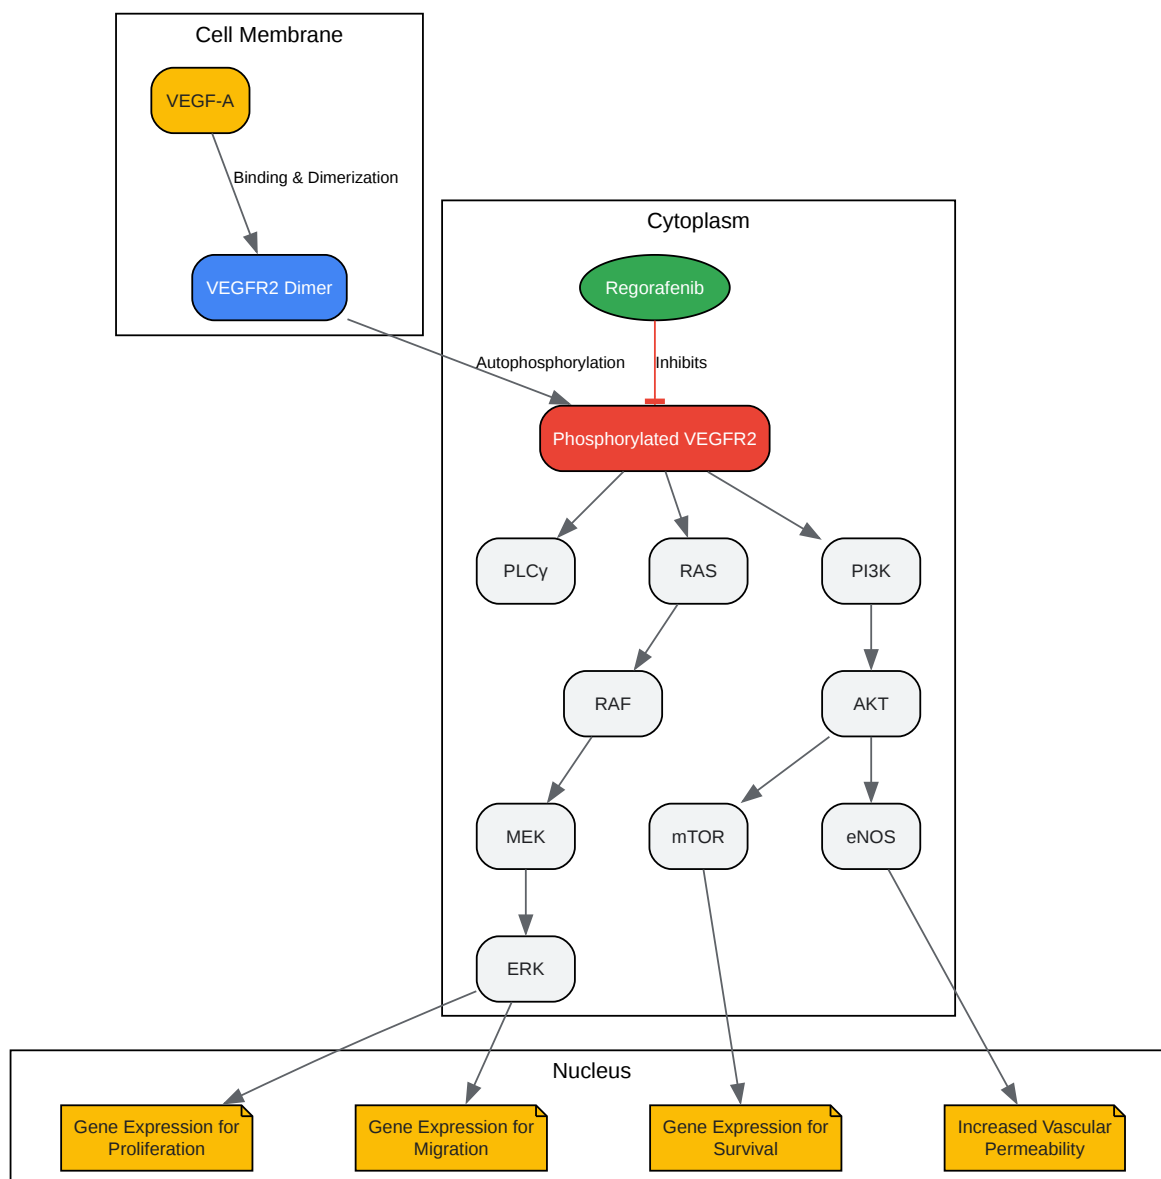 Cell Membrane
VEGF-A
Binding & Dimerization
VEGFR2 Dimer
Cytoplasm
Regorafenib
Autophosphorylation
Inhibits
Phosphorylated VEGFR2
PLCγ
RAS
PI3K
RAF
AKT
MEK
mTOR
eNOS
ERK
Nucleus
Gene Expression for
Proliferation
Gene Expression for
Migration
Gene Expression for
Survival
Increased Vascular
Permeability